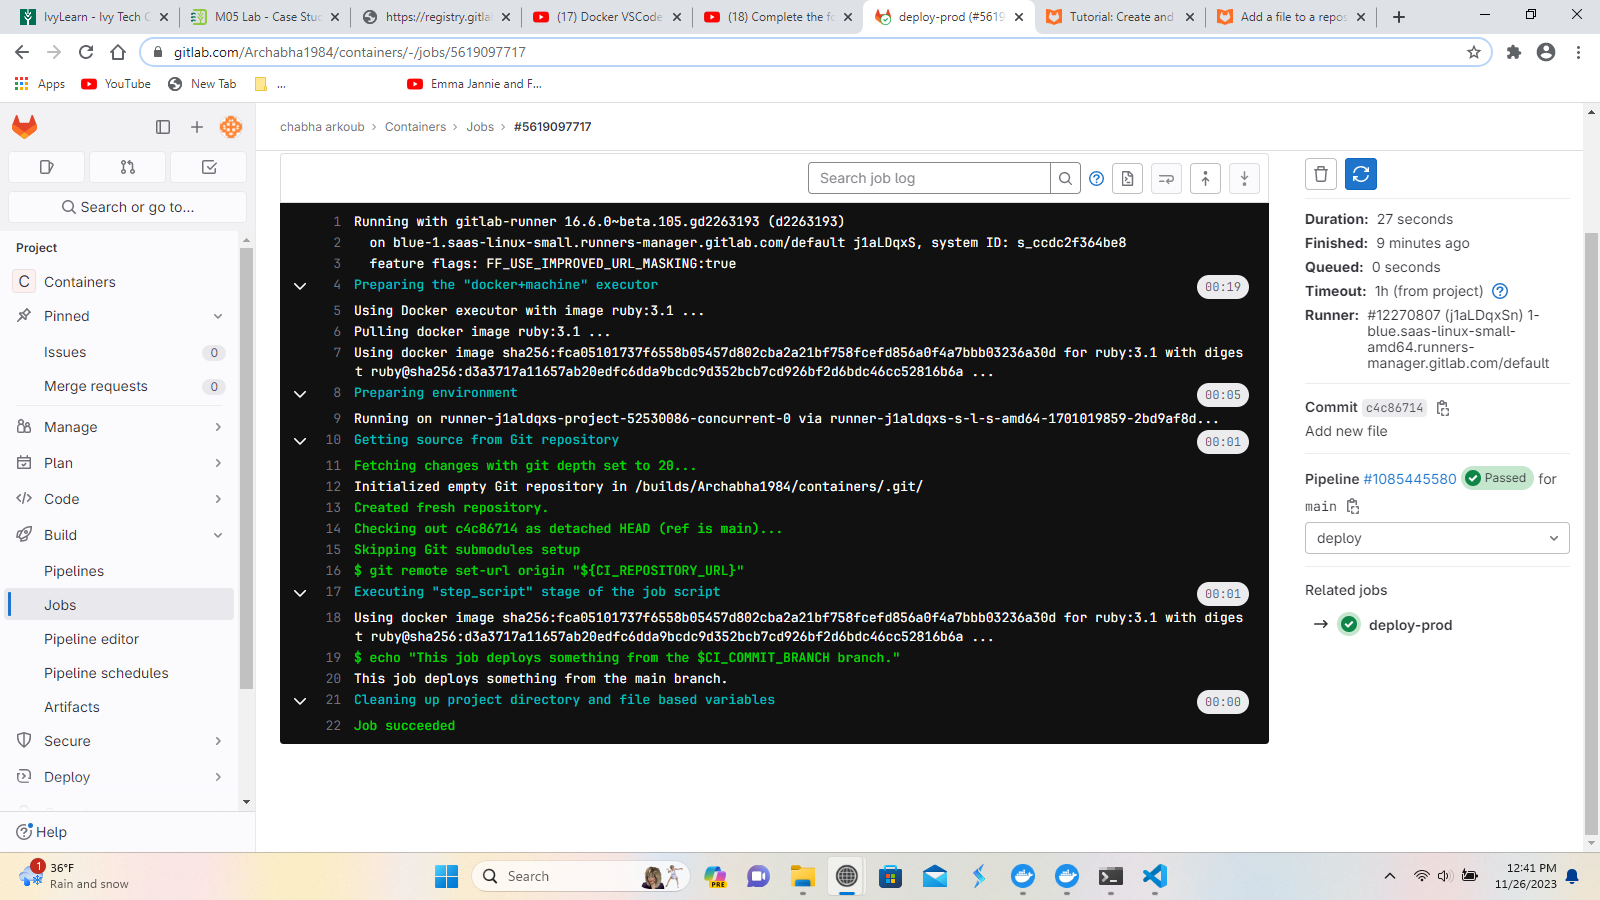 IvyLearn - Ivy Tech C
M05 Lab - Case Stud
https://registry.gitlab
(17) Docker VSCode
(18) Complete the fo
deploy-prod (#5619
Tutorial: Create and
Add a file to a repos
gitlab.com/Archabha1984/containers/-/jobs/5619097717
Apps
YouTube
New Tab
...
Emma Jannie and F...
chabha arkoub › Containers › Jobs › #5619097717
Search or go to...
Project
C Containers
Pinned
Issues 0
Merge requests 0
Manage
Plan
Code
Build
Pipelines
Jobs
Pipeline editor
Pipeline schedules
Artifacts
Secure
Deploy
Help
Search job log
1 Running with gitlab-runner 16.6.0~beta.105.gd2263193 (d2263193)
2 on blue-1.saas-linux-small.runners-manager.gitlab.com/default j1aLDqxS, system ID: s_ccdc2f364be8
3 feature flags: FF_USE_IMPROVED_URL_MASKING:true
4 Preparing the "docker+machine" executor 00:19
5 Using Docker executor with image ruby:3.1 ...
6 Pulling docker image ruby:3.1 ...
7 Using docker image sha256:fca05101737f6558b05457d802cba2a21bf758fcefd856a0f4a7bbb03236a30d for ruby:3.1 with diges
t ruby@sha256:d3a3717a11657ab20edfc6dda9bcdc9d352bcb7cd926bf2d6bdc46cc52816b6a ...
8 Preparing environment 00:05
9 Running on runner-j1aldqxs-project-52530086-concurrent-0 via runner-j1aldqxs-s-l-s-amd64-1701019859-2bd9af8d...
10 Getting source from Git repository 00:01
11 Fetching changes with git depth set to 20...
12 Initialized empty Git repository in /builds/Archabha1984/containers/.git/
13 Created fresh repository.
14 Checking out c4c86714 as detached HEAD (ref is main)...
15 Skipping Git submodules setup
16 $ git remote set-url origin "${CI_REPOSITORY_URL}"
17 Executing "step_script" stage of the job script 00:01
18 Using docker image sha256:fca05101737f6558b05457d802cba2a21bf758fcefd856a0f4a7bbb03236a30d for ruby:3.1 with diges
t ruby@sha256:d3a3717a11657ab20edfc6dda9bcdc9d352bcb7cd926bf2d6bdc46cc52816b6a ...
19 $ echo "This job deploys something from the $CI_COMMIT_BRANCH branch."
20 This job deploys something from the main branch.
21 Cleaning up project directory and file based variables 00:00
22 Job succeeded
Duration: 27 seconds
Finished: 9 minutes ago
Queued: 0 seconds
Timeout: 1h (from project)
Runner: #12270807 (j1aLDqxSn) 1-
blue.saas-linux-small-
amd64.runners-
manager.gitlab.com/default
Commit c4c86714
Add new file
Pipeline #1085445580 Passed for
main
deploy
Related jobs
→ deploy-prod
1
36°F
Rain and snow
Search
PRE
12:41 PM
11/26/2023